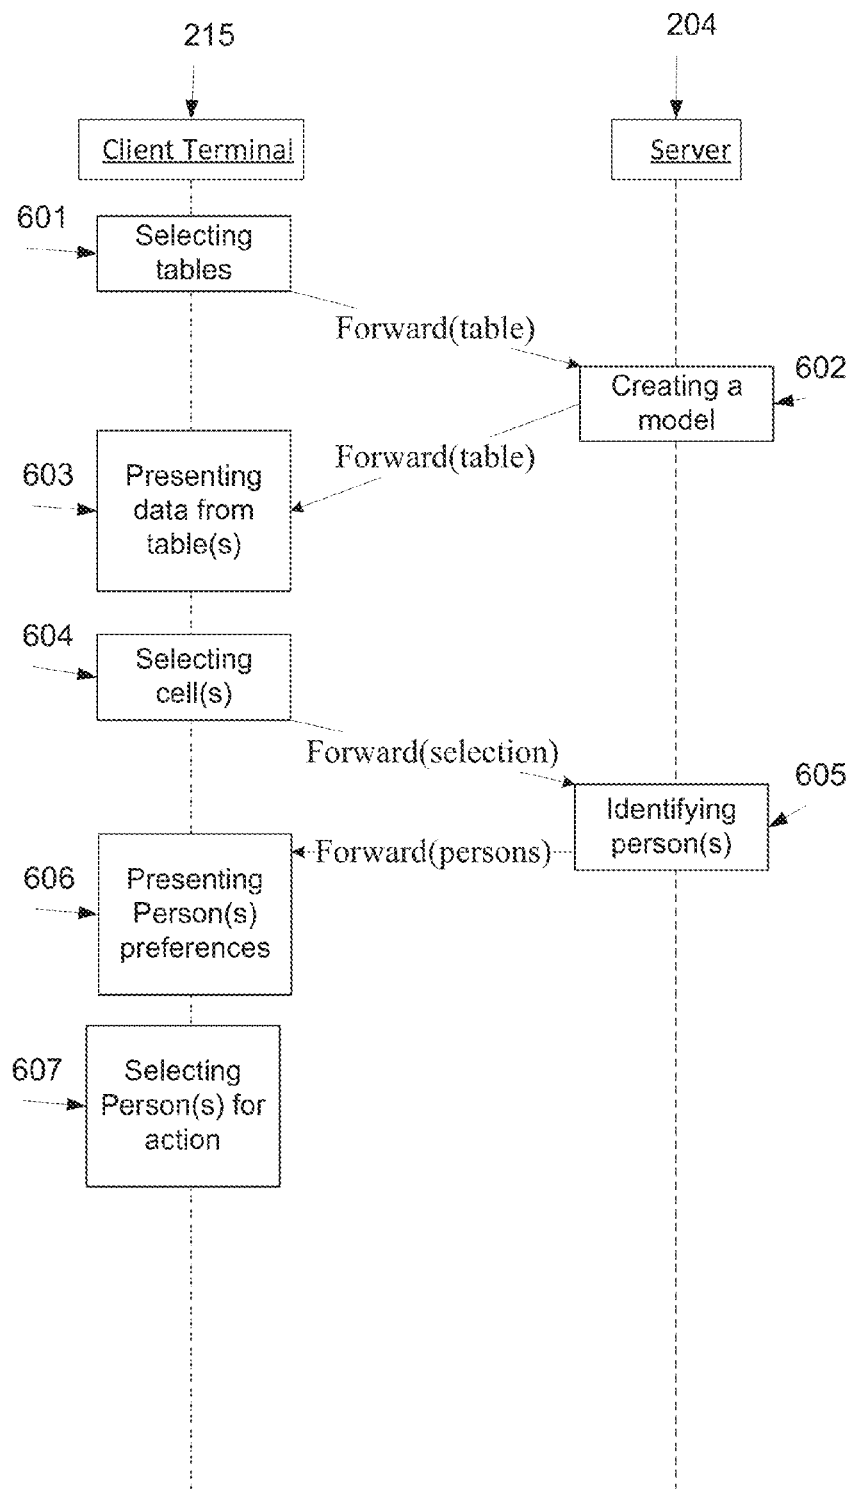 215
204
Client Terminal
Server
601
Selecting
tables
Forward(table)
602
Creating a
model
Forward(table)
603
Presenting
data from
table(s)
604
Selecting
cell(s)
Forward(selection)
605
Identifying
person(s)
Forward(persons)
606
Presenting
Person(s)
preferences
607
Selecting
Person(s) for
action